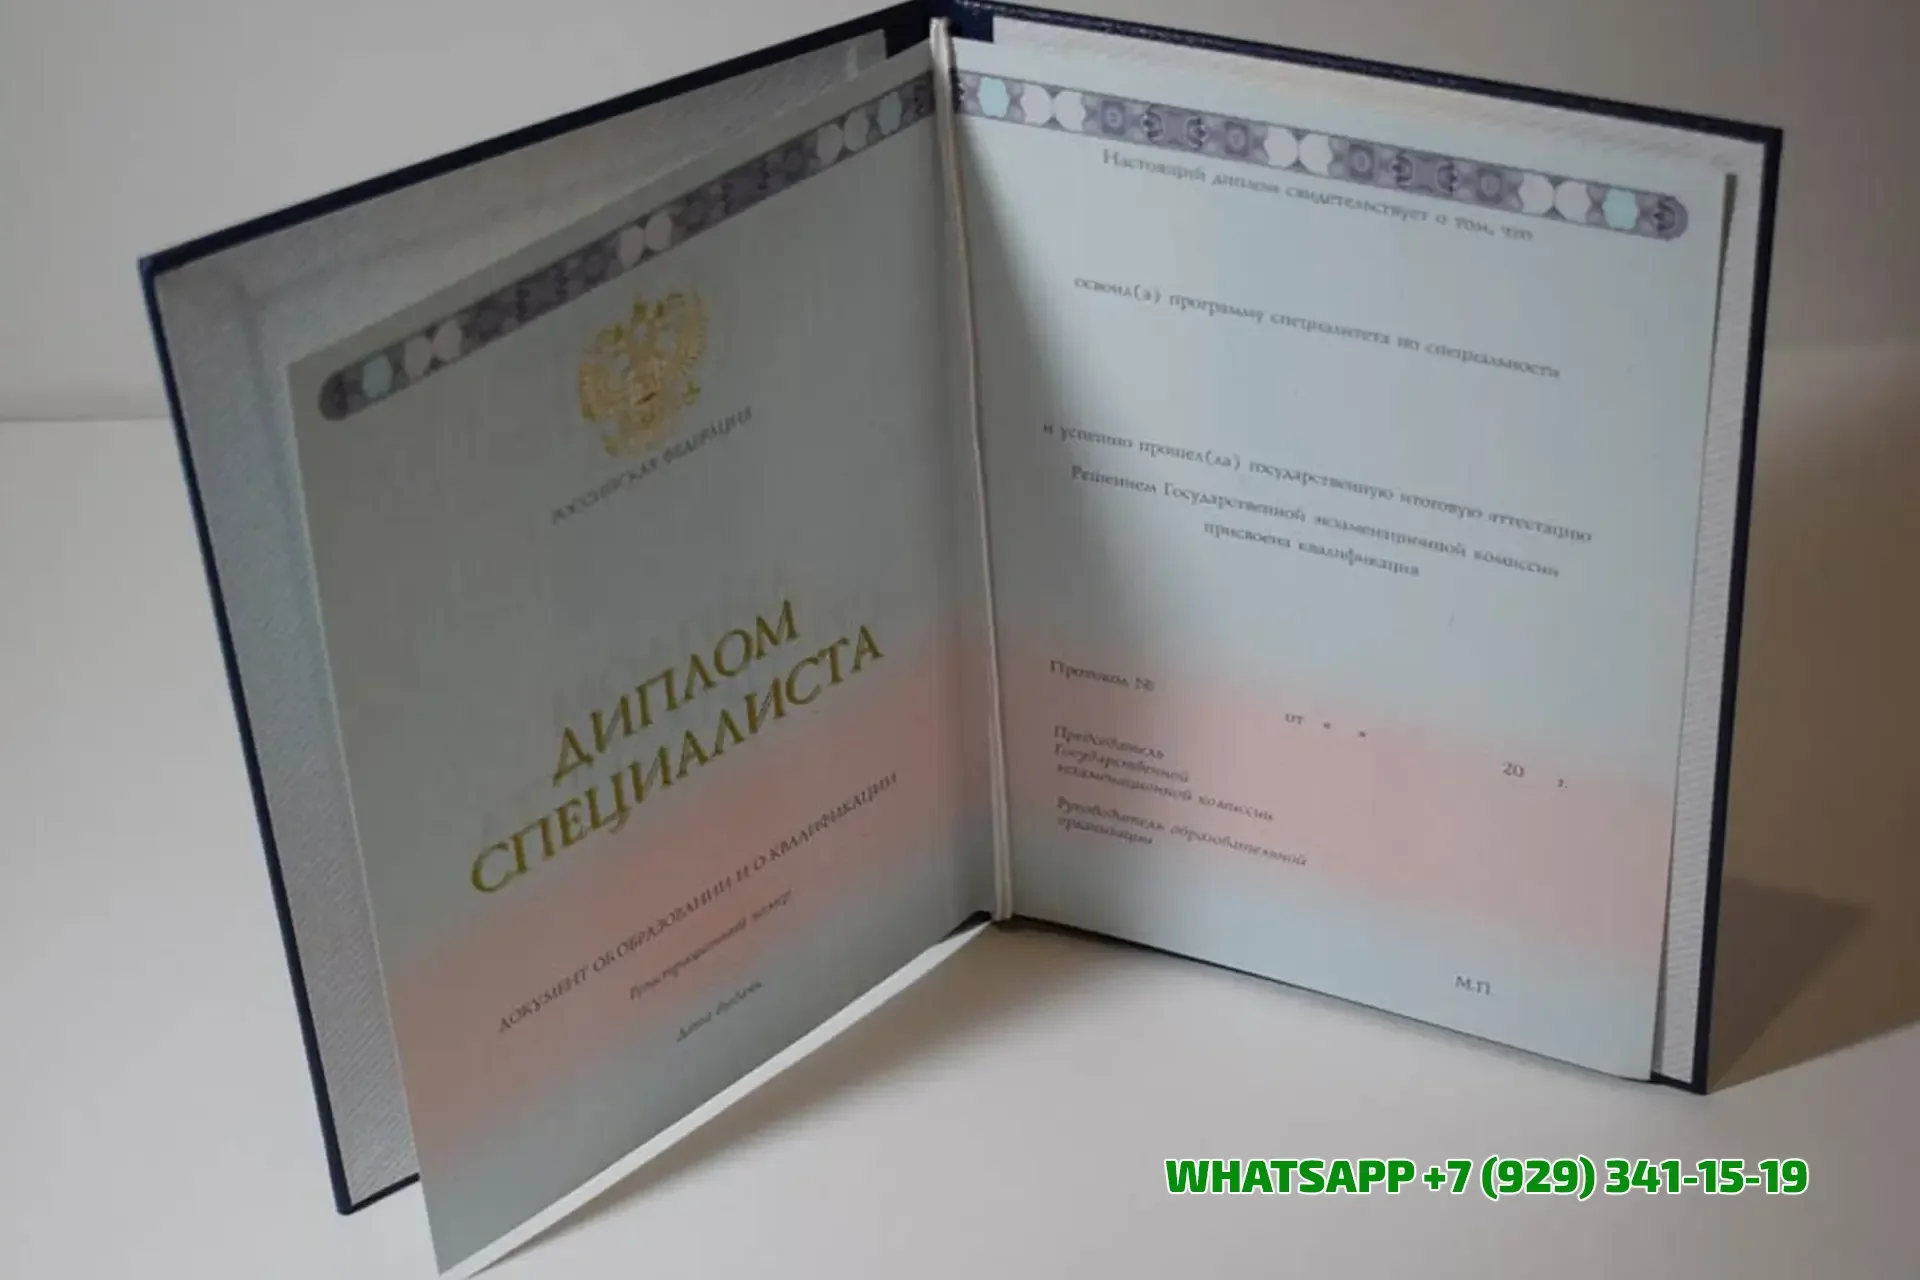 РОССИЙСКАЯ ФЕДЕРАЦИЯ
ДИПЛОМ
СПЕЦИАЛИСТА
ДОКУМЕНТ ОБ ОБРАЗОВАНИИ И О КВАЛИФИКАЦИИ
Регистрационный номер
Дата выдачи
Настоящий диплом свидетельствует о том, что
освоил(а) программу специалитета по специальности
и успешно прошел(ла) государственную итоговую аттестацию
Решением Государственной экзаменационной комиссии
присвоена квалификация
Протокол №
от « » 20 г.
Председатель
Государственной
экзаменационной комиссии
Руководитель образовательной
организации
М.П.
WHATSAPP +7 (929) 341-15-19